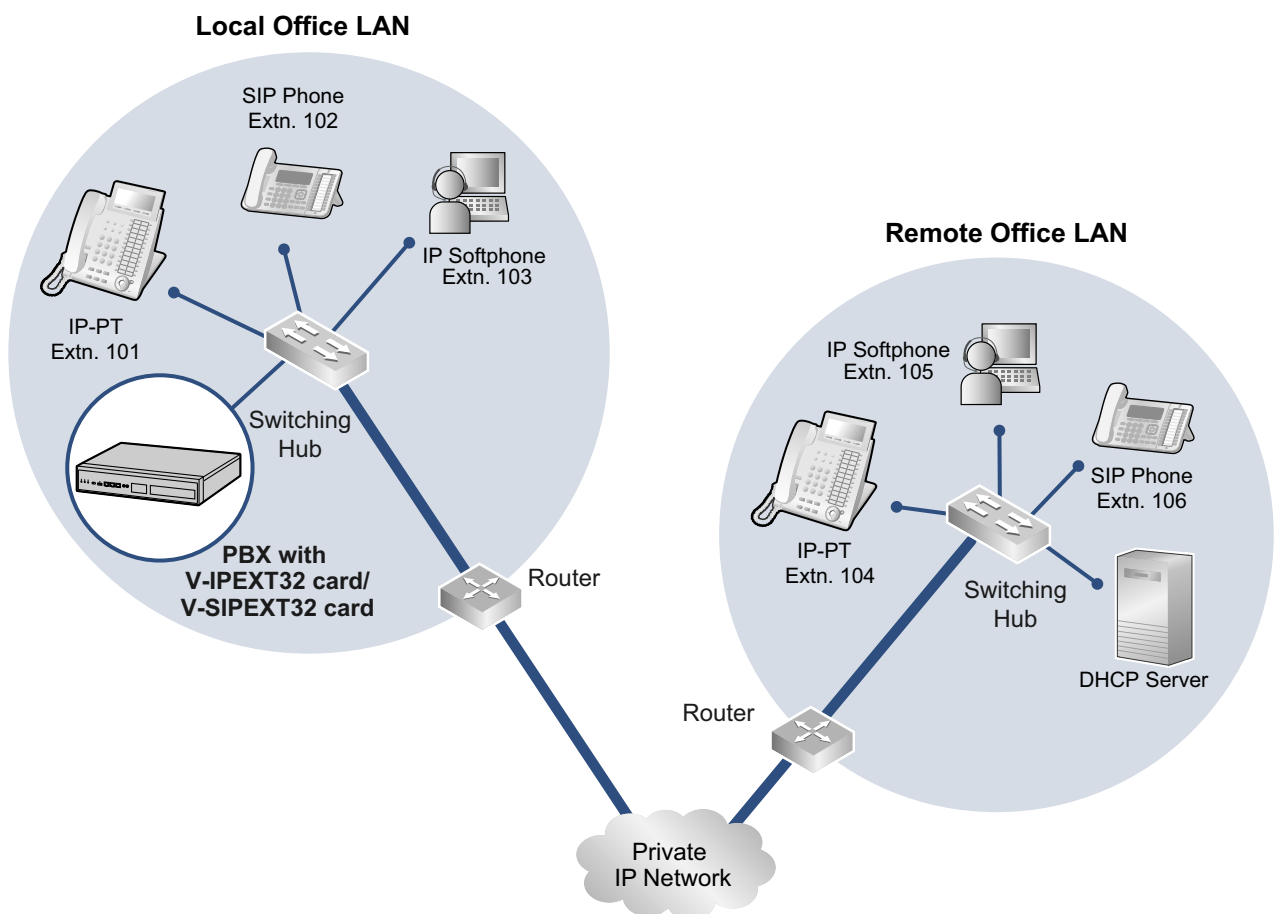 Local Office LAN
SIP Phone
Extn. 102
IP Softphone
Extn. 103
IP-PT
Extn. 101
Switching
Hub
PBX with
V-IPEXT32 card/
V-SIPEXT32 card
Router
Remote Office LAN
IP Softphone
Extn. 105
SIP Phone
Extn. 106
IP-PT
Extn. 104
Switching
Hub
DHCP Server
Router
Private
IP Network